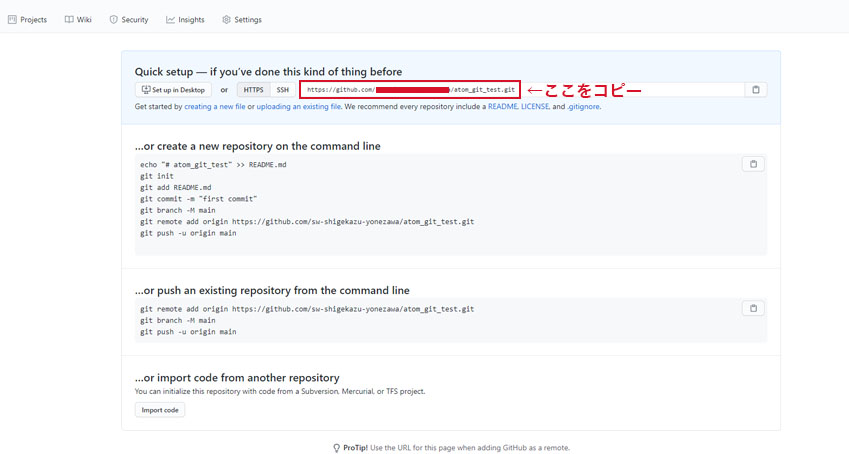 Projects Wiki Security Insights Settings
Quick setup — if you've done this kind of thing before
Set up in Desktop or HTTPS SSH https://github.com/ /atom_git_test.git ←ここをコピー
Get started by creating a new file or uploading an existing file. We recommend every repository include a README, LICENSE, and .gitignore.
...or create a new repository on the command line
echo "# atom_git_test" >> README.md
git init
git add README.md
git commit -m "first commit"
git branch -M main
git remote add origin https://github.com/sw-shigekazu-yonezawa/atom_git_test.git
git push -u origin main
...or push an existing repository from the command line
git remote add origin https://github.com/sw-shigekazu-yonezawa/atom_git_test.git
git branch -M main
git push -u origin main
...or import code from another repository
You can initialize this repository with code from a Subversion, Mercurial, or TFS project.
Import code
ProTip! Use the URL for this page when adding GitHub as a remote.